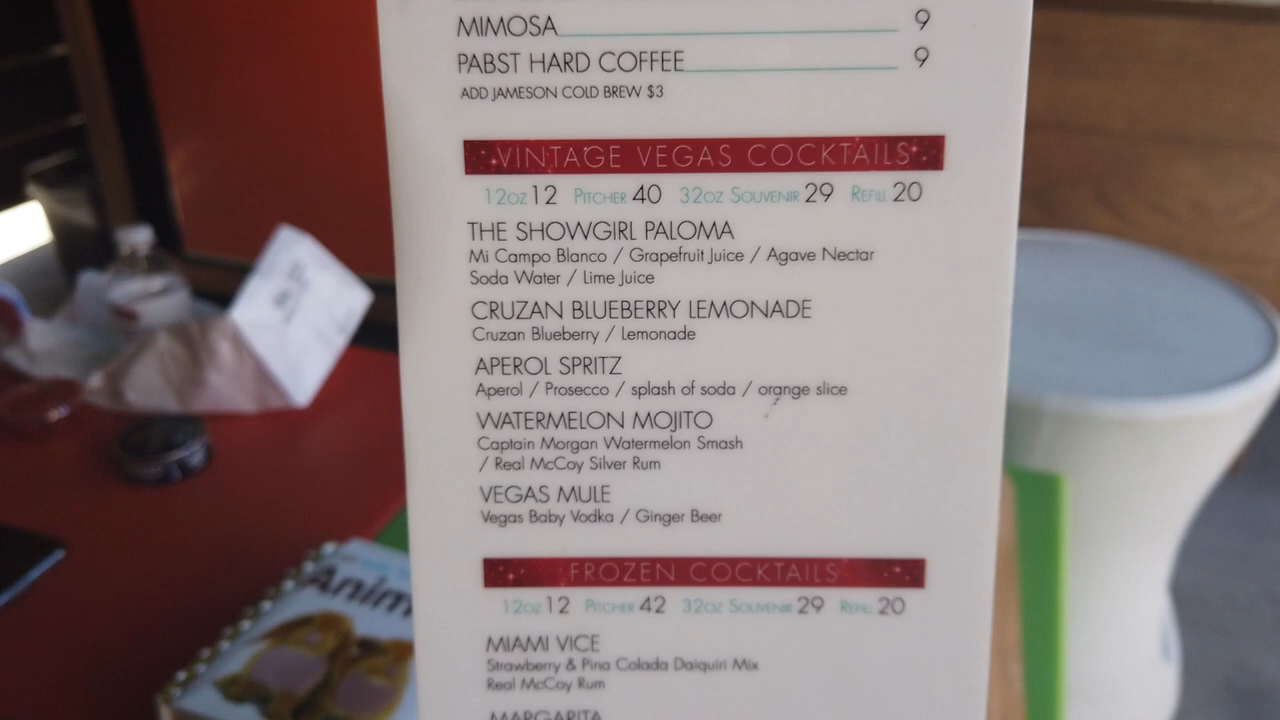 MIMOSA 9
PABST HARD COFFEE 9
ADD JAMESON COLD BREW $3
VINTAGE VEGAS COCKTAILS
12OZ 12 PITCHER 40 32OZ SOUVENIR 29 REFILL 20
THE SHOWGIRL PALOMA
Mi Campo Blanco / Grapefruit Juice / Agave Nectar
Soda Water / Lime Juice
CRUZAN BLUEBERRY LEMONADE
Cruzan Blueberry / Lemonade
APEROL SPRITZ
Aperol / Prosecco / splash of soda / orange slice
WATERMELON MOJITO
Captain Morgan Watermelon Smash
/ Real McCoy Silver Rum
VEGAS MULE
Vegas Baby Vodka / Ginger Beer
FROZEN COCKTAILS
12OZ 12 PITCHER 42 32OZ SOUVENIR 29 REFILL 20
MIAMI VICE
Strawberry & Pina Colada Daiquiri Mix
Real McCoy Rum
MARGARITA
Anim